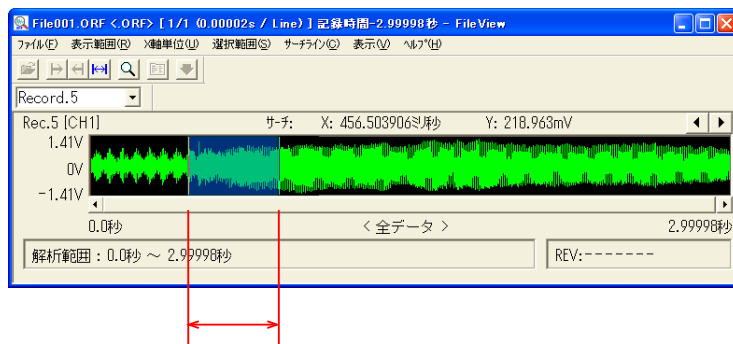 File001.ORF <.ORF> [ 1/1 (0.00002s / Line) ] 記録時間-2.99998秒 - FileView
ファイル(F) 表示範囲(R) X軸単位(U) 選択範囲(S) サーチライン(C) 表示(V) ヘルプ(H)
Record.5
Rec.5 [CH1] サーチ: X: 456.503906ミリ秒 Y: 218.963mV
1.41V
0V
-1.41V
0.0秒 < 全データ > 2.99998秒
解析範囲 : 0.0秒 ～ 2.99998秒 REV:-------